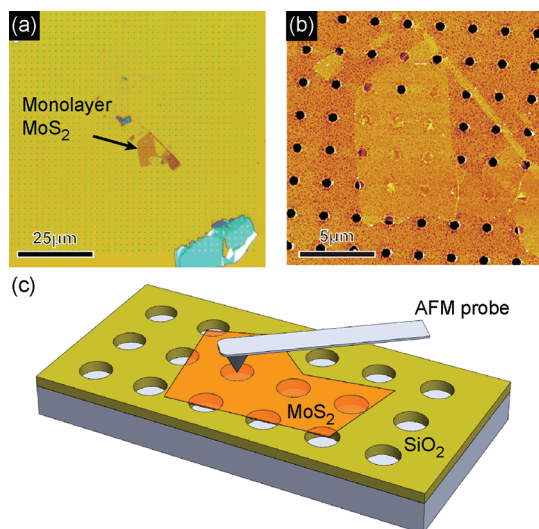 (a)
Monolayer
MoS₂
25μm
(b)
5μm
(c)
AFM probe
MoS₂
SiO₂